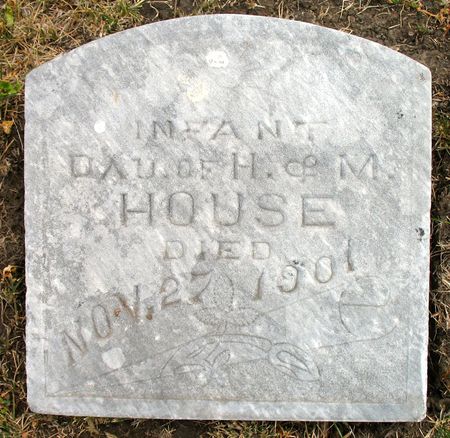 INFANT
DAU. OF H. & M.
HOUSE
DIED
NOV. 27 1901